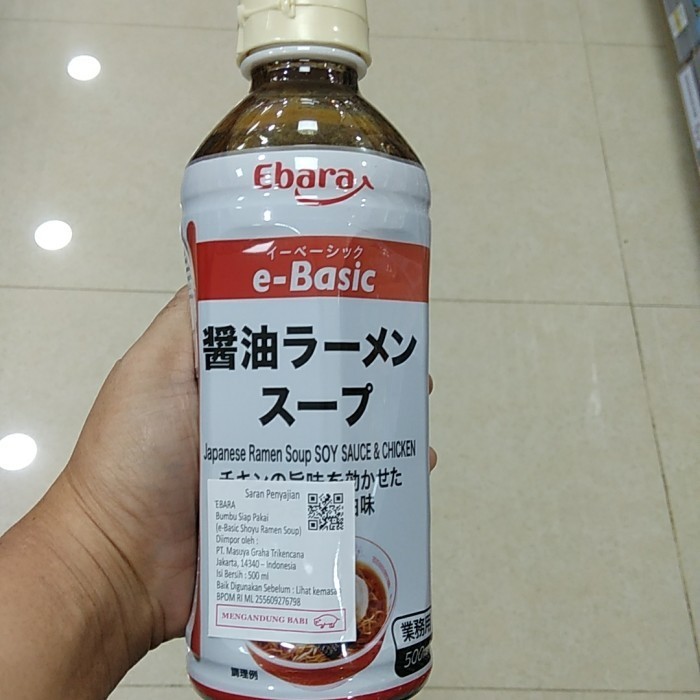 Ebara
イーベーシック
e-Basic
醤油ラーメン
スープ
Japanese Ramen Soup SOY SAUCE & CHICKEN
チキンの旨味を効かせた
味
Saran Penyajian
EBARA
Bumbu Siap Pakai
(e-Basic Shoyu Ramen Soup)
Diimpor oleh :
PT. Masuya Graha Trikencana
Jakarta, 14340 – Indonesia
Isi Bersih : 500 ml
Baik Digunakan Sebelum : Lihat kemasa
BPOM RI ML 255609276798
MENGANDUNG BABI
業務用
500
調理例